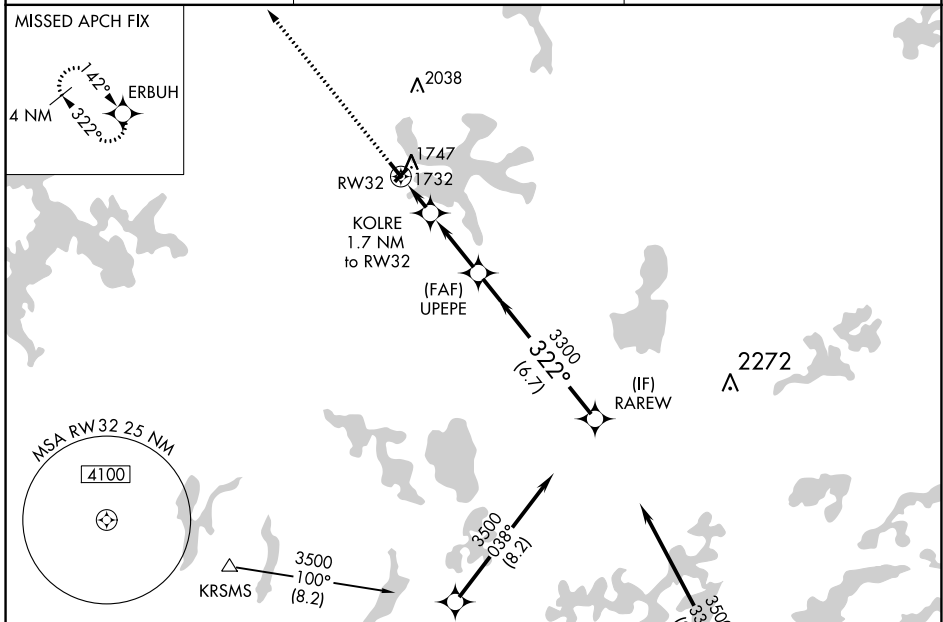 MISSED APCH FIX
142°
ERBUH
4 NM
322°
2038
1747
RW32
1732
KOLRE
1.7 NM
to RW32
(FAF)
UPEPE
3300
322°
(6.7)
(IF)
RAREW
2272
MSA RW32 25 NM
4100
3500
038°
(8.2)
KRSMS
3500
100°
(8.2)
3500